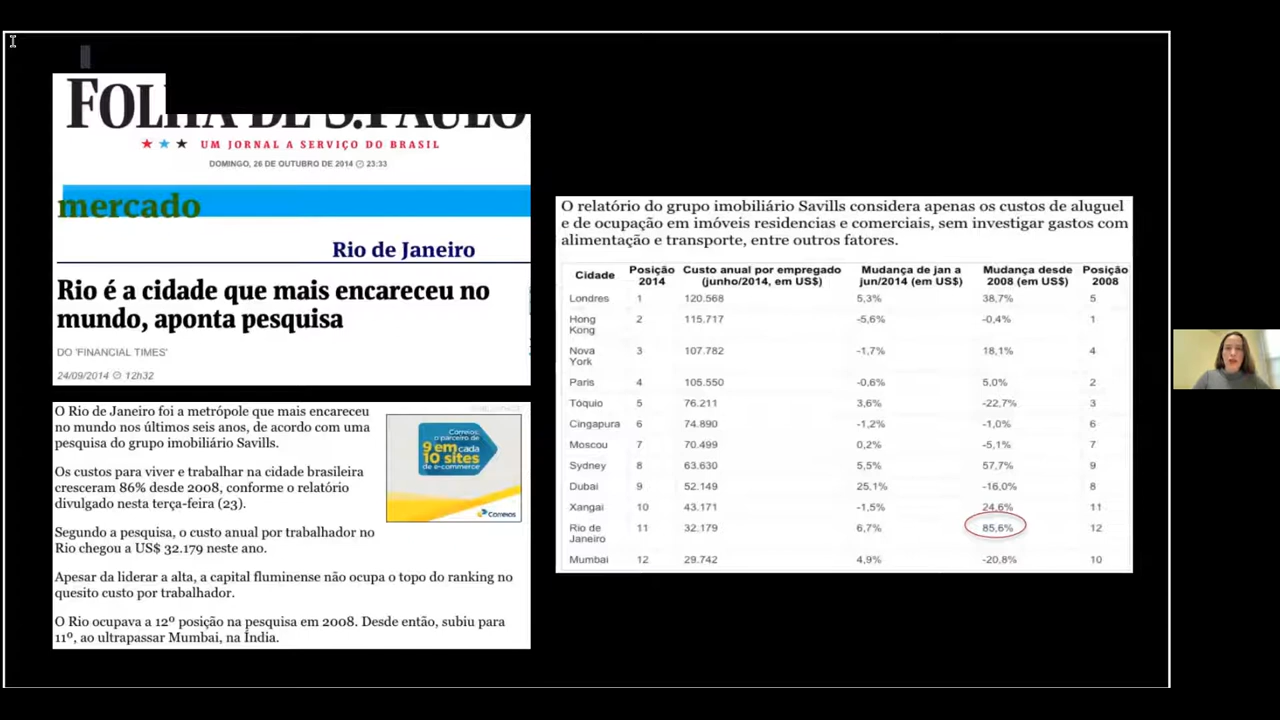 FOLHA DE S.PAULO
★ ★ ★ UM JORNAL A SERVIÇO DO BRASIL
DOMINGO, 26 DE OUTUBRO DE 2014 23:33
mercado
Rio de Janeiro
Rio é a cidade que mais encareceu no
mundo, aponta pesquisa
DO 'FINANCIAL TIMES'
24/09/2014 12h32
O Rio de Janeiro foi a metrópole que mais encareceu
no mundo nos últimos seis anos, de acordo com uma
pesquisa do grupo imobiliário Savills.
Os custos para viver e trabalhar na cidade brasileira
cresceram 86% desde 2008, conforme o relatório
divulgado nesta terça-feira (23).
Segundo a pesquisa, o custo anual por trabalhador no
Rio chegou a US$ 32.179 neste ano.
Apesar da liderar a alta, a capital fluminense não ocupa o topo do ranking no
quesito custo por trabalhador.
O Rio ocupava a 12º posição na pesquisa em 2008. Desde então, subiu para
11º, ao ultrapassar Mumbai, na Índia.
Correios:
o parceiro de
9 em cada
10 sites
de e-commerce
Correios
O relatório do grupo imobiliário Savills considera apenas os custos de aluguel
e de ocupação em imóveis residencias e comerciais, sem investigar gastos com
alimentação e transporte, entre outros fatores.
Cidade Posição 2014 Custo anual por empregado (junho/2014, em US$) Mudança de jan a jun/2014 (em US$) Mudança desde 2008 (em US$) Posição 2008
Londres 1 120.568 5,3% 38,7% 5
Hong Kong 2 115.717 -5,6% -0,4% 1
Nova York 3 107.782 -1,7% 18,1% 4
Paris 4 105.550 -0,6% 5,0% 2
Tóquio 5 76.211 3,6% -22,7% 3
Cingapura 6 74.890 -1,2% -1,0% 6
Moscou 7 70.499 0,2% -5,1% 7
Sydney 8 63.630 5,5% 57,7% 9
Dubai 9 52.149 25,1% -16,0% 8
Xangai 10 43.171 -1,5% 24,6% 11
Rio de Janeiro 11 32.179 6,7% 85,6% 12
Mumbai 12 29.742 4,9% -20,8% 10